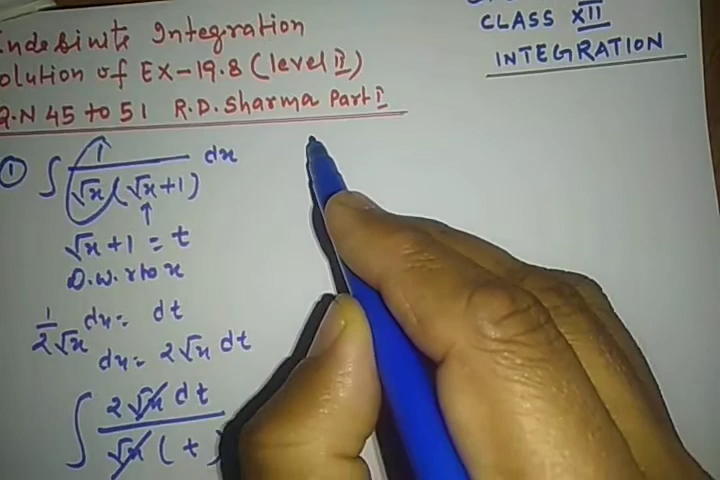 Indefinite Integration
Solution of EX-19.8 (level II)
Q.N 45 to 51 R.D. Sharma Part I
CLASS XII
INTEGRATION
① ∫ 1/(√x(√x+1)) dx
√x+1 = t
D.w.r to x
1/(2√x) dx = dt
dx = 2√x dt
∫ 2√x dt / √x (t)